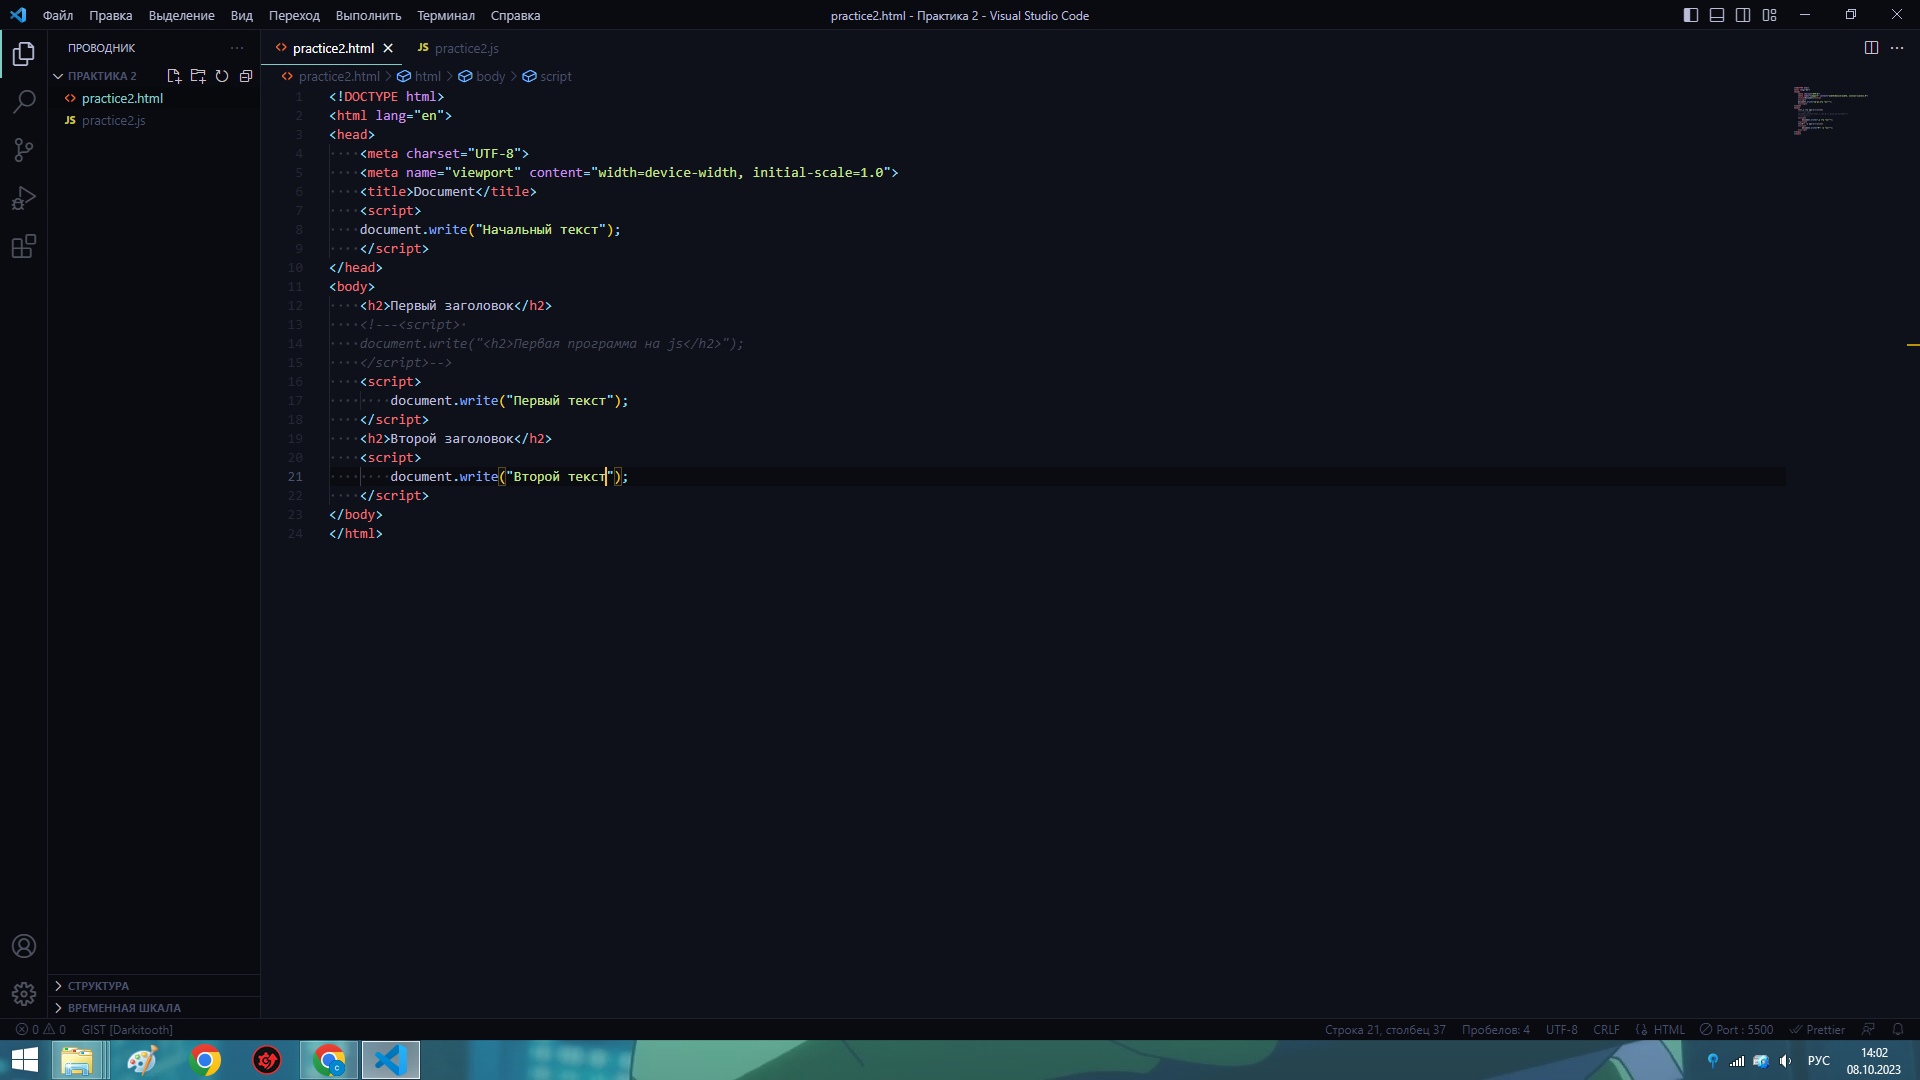 Файл Правка Выделение Вид Переход Выполнить Терминал Справка
practice2.html - Практика 2 - Visual Studio Code
ПРОВОДНИК
ПРАКТИКА 2
practice2.html
JS practice2.js
practice2.html
JS practice2.js
practice2.html > html > body > script
1 <!DOCTYPE html>
2 <html lang="en">
3 <head>
4 ····<meta charset="UTF-8">
5 ····<meta name="viewport" content="width=device-width, initial-scale=1.0">
6 ····<title>Document</title>
7 ····<script>
8 ····document.write("Начальный текст");
9 ····</script>
10 </head>
11 <body>
12 ····<h2>Первый заголовок</h2>
13 ····<!---<script>·
14 ····document.write("<h2>Первая программа на js</h2>");
15 ····</script>-->
16 ····<script>
17 ········document.write("Первый текст");
18 ····</script>
19 ····<h2>Второй заголовок</h2>
20 ····<script>
21 ········document.write("Второй текст");
22 ····</script>
23 </body>
24 </html>
СТРУКТУРА
ВРЕМЕННАЯ ШКАЛА
0 0 GIST [Darkitooth]
Строка 21, столбец 37 Пробелов: 4 UTF-8 CRLF HTML Port : 5500 Prettier
РУС
14:02
08.10.2023